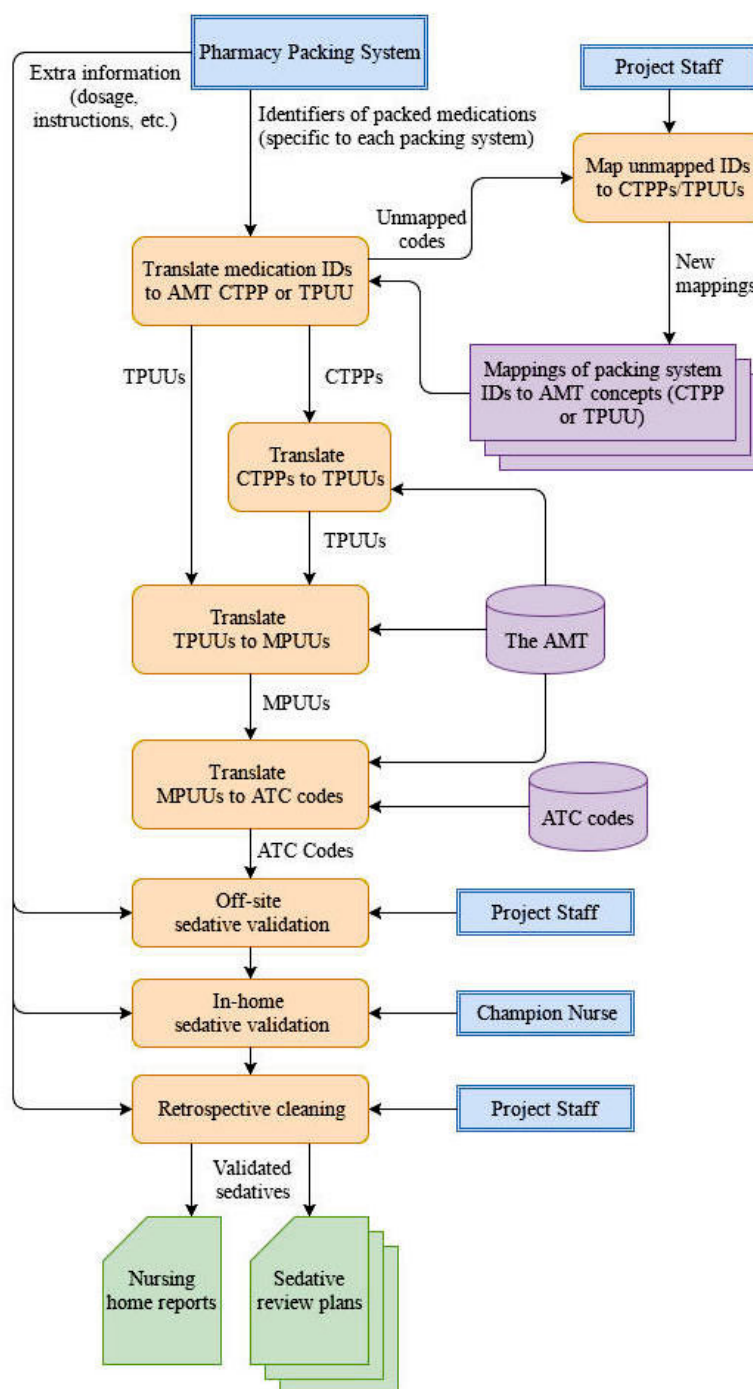 Pharmacy Packing System
Project Staff
Extra information
(dosage,
instructions, etc.)
Identifiers of packed medications
(specific to each packing system)
Map unmapped IDs
to CTPPs/TPUUs
Unmapped
codes
Translate medication IDs
to AMT CTPP or TPUU
New
mappings
TPUUs
CTPPs
Mappings of packing system
IDs to AMT concepts (CTPP
or TPUU)
Translate
CTPPs to TPUUs
TPUUs
Translate
TPUUs to MPUUs
The AMT
MPUUs
Translate
MPUUs to ATC codes
ATC codes
ATC Codes
Off-site
sedative validation
Project Staff
In-home
sedative validation
Champion Nurse
Retrospective cleaning
Project Staff
Validated
sedatives
Nursing
home reports
Sedative
review plans